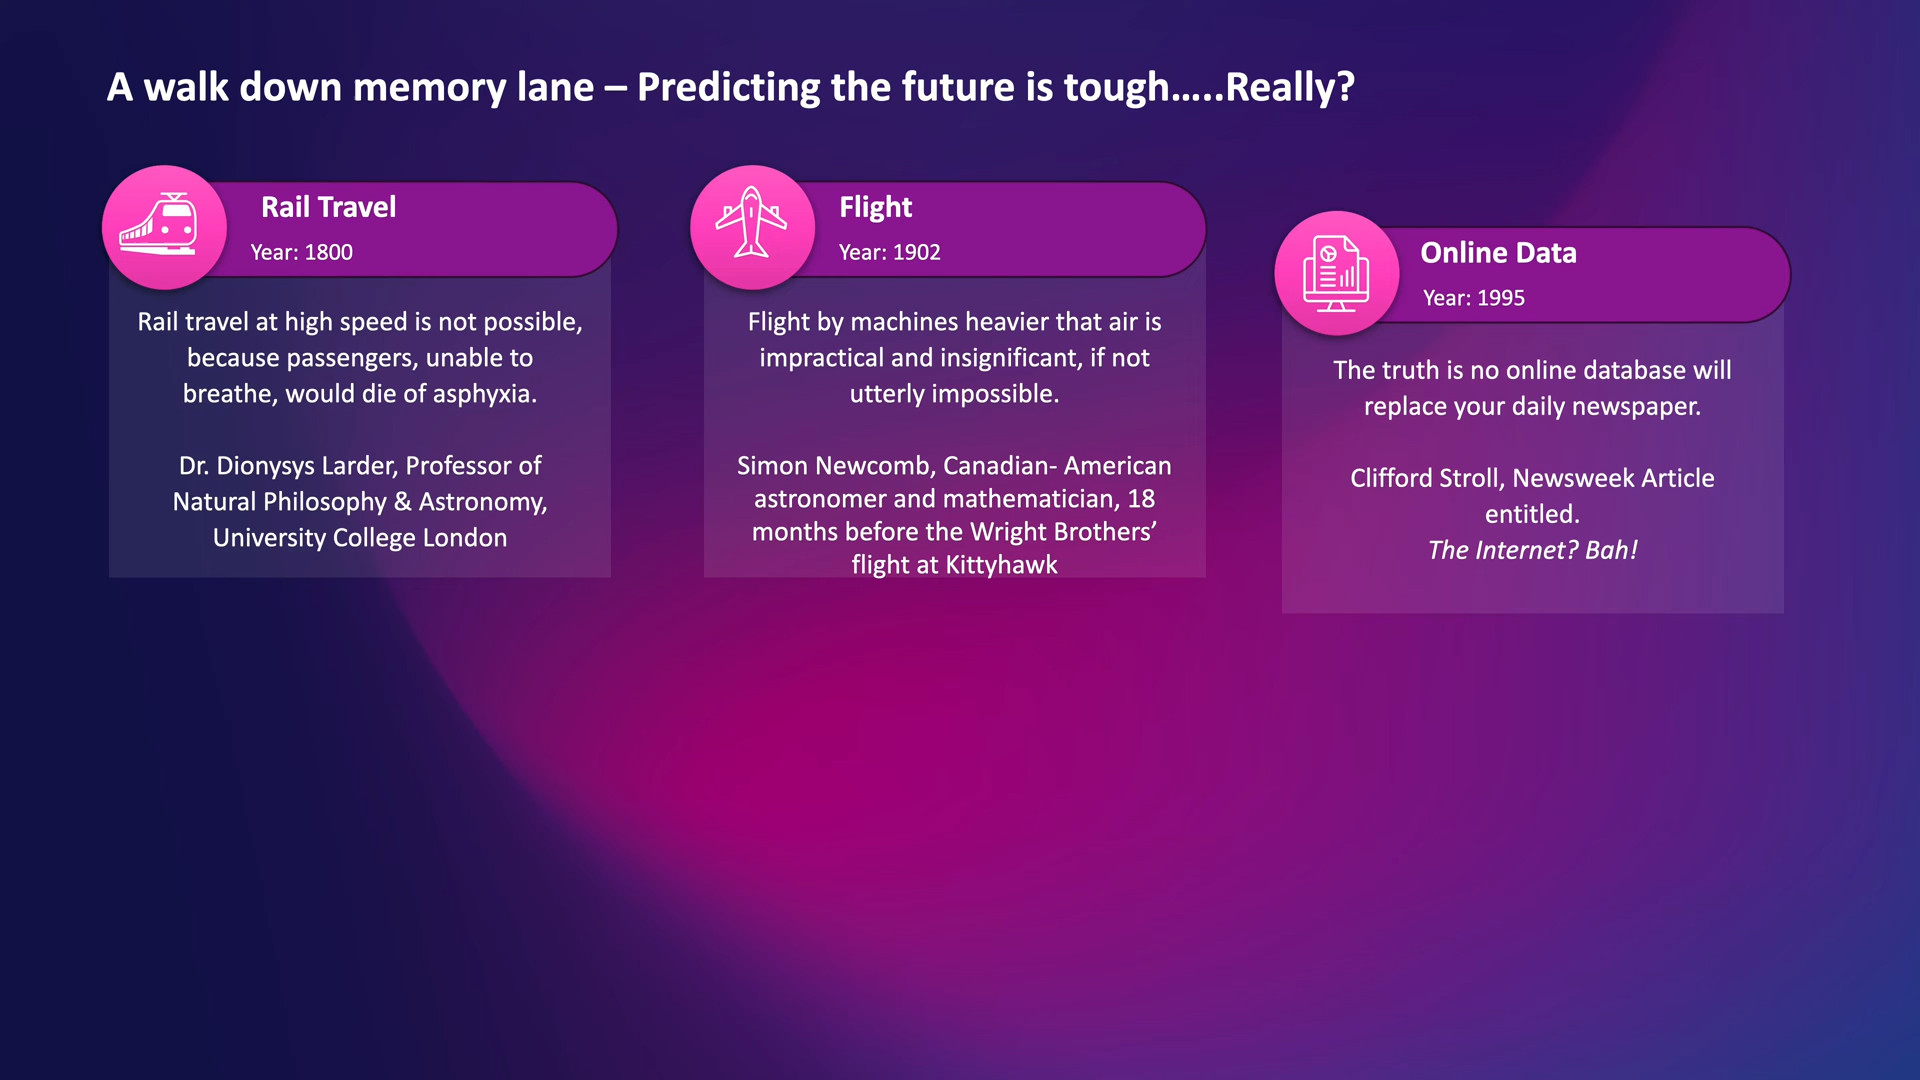 A walk down memory lane – Predicting the future is tough…..Really?
Rail Travel
Year: 1800
Rail travel at high speed is not possible,
because passengers, unable to
breathe, would die of asphyxia.
Dr. Dionysys Larder, Professor of
Natural Philosophy & Astronomy,
University College London
Flight
Year: 1902
Flight by machines heavier that air is
impractical and insignificant, if not
utterly impossible.
Simon Newcomb, Canadian- American
astronomer and mathematician, 18
months before the Wright Brothers’
flight at Kittyhawk
Online Data
Year: 1995
The truth is no online database will
replace your daily newspaper.
Clifford Stroll, Newsweek Article
entitled.
The Internet? Bah!